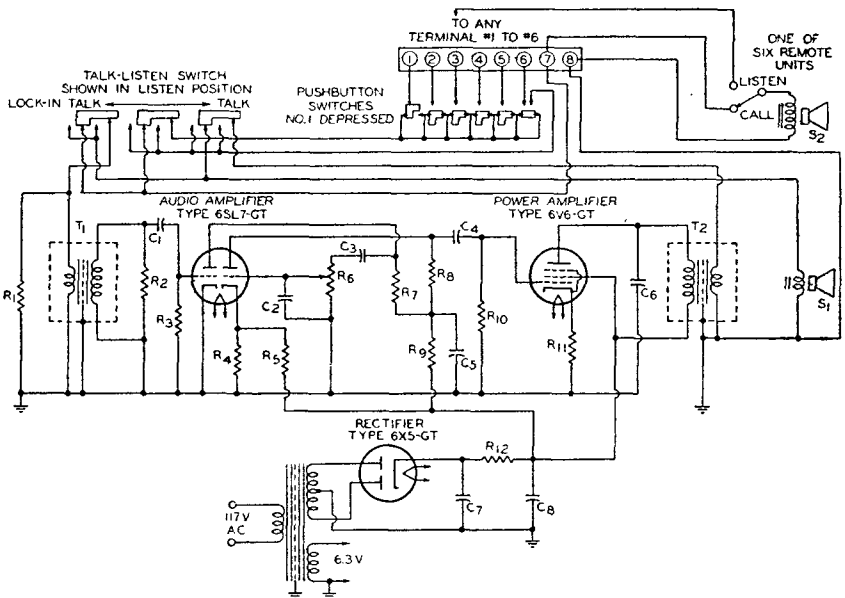 TO ANY
TERMINAL #1 TO #6
1 2 3 4 5 6 7 8
ONE OF
SIX REMOTE
UNITS
LISTEN
CALL
S2
TALK-LISTEN SWITCH
SHOWN IN LISTEN POSITION
LOCK-IN TALK
TALK
PUSHBUTTON
SWITCHES
NO.1 DEPRESSED
AUDIO AMPLIFIER
TYPE 6SL7-GT
POWER AMPLIFIER
TYPE 6V6-GT
T1
T2
C1
C3
C4
R1
R2
R3
C2
R6
R7
R8
R10
C6
S1
R4
R5
R9
C5
R11
RECTIFIER
TYPE 6X5-GT
R12
C7
C8
117V
A.C
6.3V